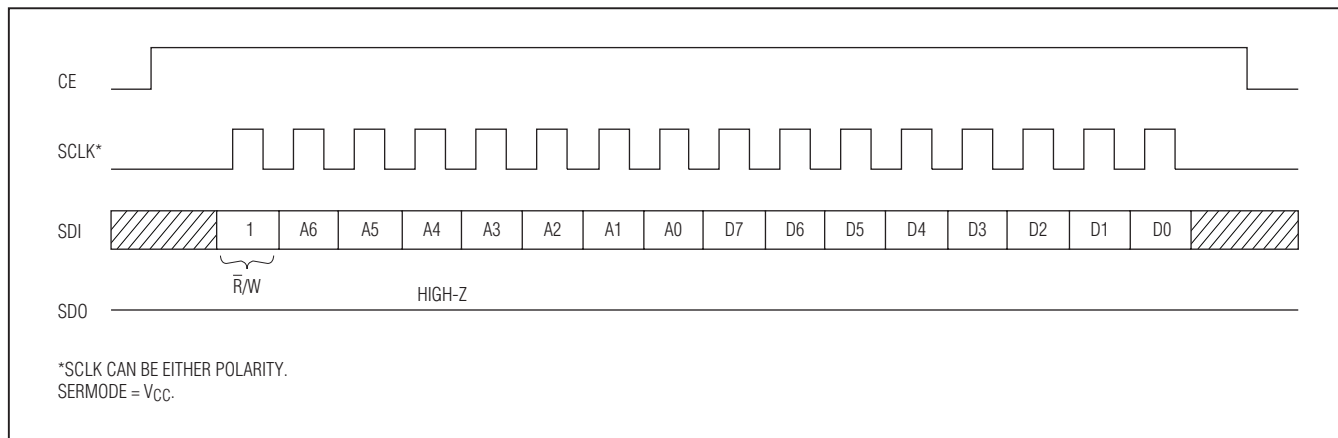 CE
SCLK*
SDI 1 A6 A5 A4 A3 A2 A1 A0 D7 D6 D5 D4 D3 D2 D1 D0
R̅/W
HIGH-Z
SDO
*SCLK CAN BE EITHER POLARITY.
SERMODE = VCC.